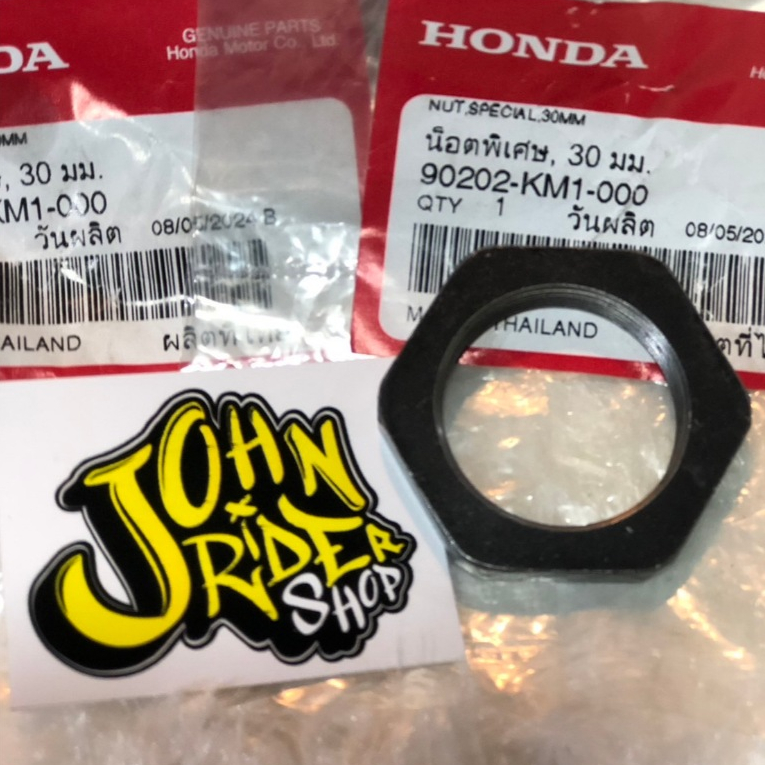 DA
GENUINE PARTS
Honda Motor Co. Ltd.
MM
, 30 มม.
KM1-000
วันผลิต 08/05/2024 B
AILAND
HONDA
NUT,SPECIAL,30MM
น็อตพิเศษ, 30 มม.
90202-KM1-000
QTY 1 วันผลิต 08/05/20
THAILAND
JOHN
RIDER
SHOP